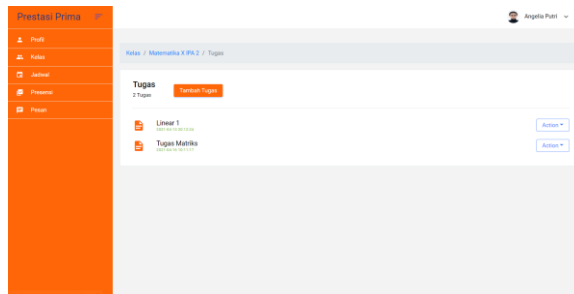 Prestasi Prima
Angelia Putri
Profil
Kelas
Jadwal
Presensi
Pesan
Kelas / Matematika X IPA 2 / Tugas
Tugas
2 Tugas
Tambah Tugas
Linear 1
Action
Tugas Matriks
Action